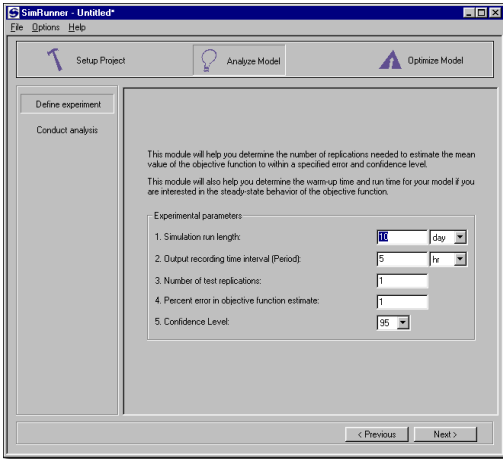 SimRunner - Untitled*
File Options Help
Setup Project
Analyze Model
Optimize Model
Define experiment
Conduct analysis
This module will help you determine the number of replications needed to estimate the mean
value of the objective function to within a specified error and confidence level.
This module will also help you determine the warm-up time and run time for your model if you
are interested in the steady-state behavior of the objective function.
Experimental parameters
1. Simulation run length: 10 day
2. Output recording time interval (Period): 5 hr
3. Number of test replications: 1
4. Percent error in objective function estimate: 1
5. Confidence Level: 95
< Previous Next >